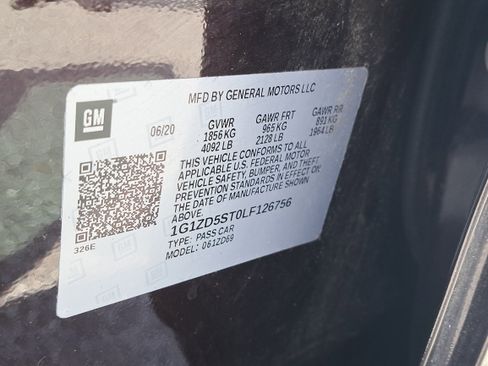 MFD BY GENERAL MOTORS LLC
GM
06/20
GVWR GAWR FRT GAWR RR
1856 KG 965 KG 891 KG
4092 LB 2128 LB 1964 LB
THIS VEHICLE CONFORMS TO ALL
APPLICABLE U.S. FEDERAL MOTOR
VEHICLE SAFETY, BUMPER, AND THEFT
PREVENTION STANDARDS IN EFFECT ON
THE DATE OF MANUFACTURE SHOWN
ABOVE.
1G1ZD5ST0LF126756
TYPE: PASS CAR
MODEL: 061ZD69
326E